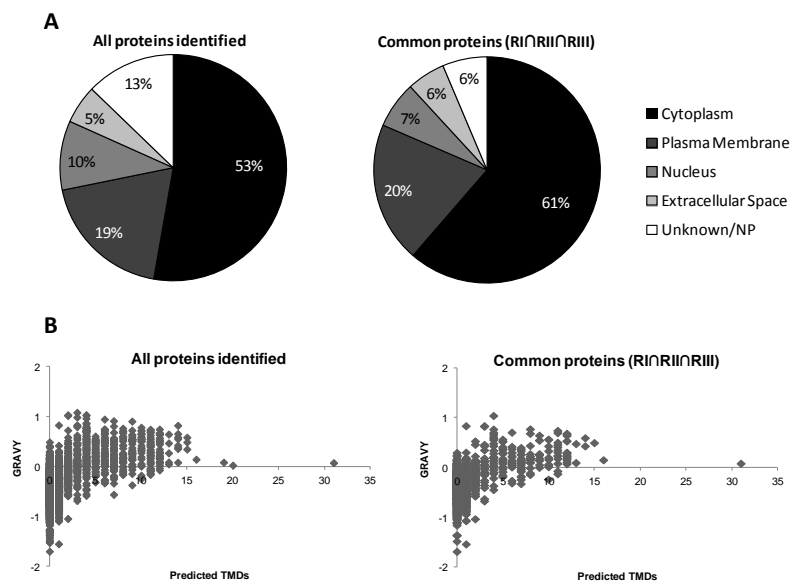 A
All proteins identified
Common proteins (RI∩RII∩RIII)
13%
5%
10%
19%
53%
6%
6%
7%
20%
61%
Cytoplasm
Plasma Membrane
Nucleus
Extracellular Space
Unknown/NP
B
All proteins identified
2
1
0
-1
-2
GRAVY
0 5 10 15 20 25 30 35
Predicted TMDs
Common proteins (RI∩RII∩RIII)
2
1
0
-1
-2
GRAVY
0 5 10 15 20 25 30 35
Predicted TMDs